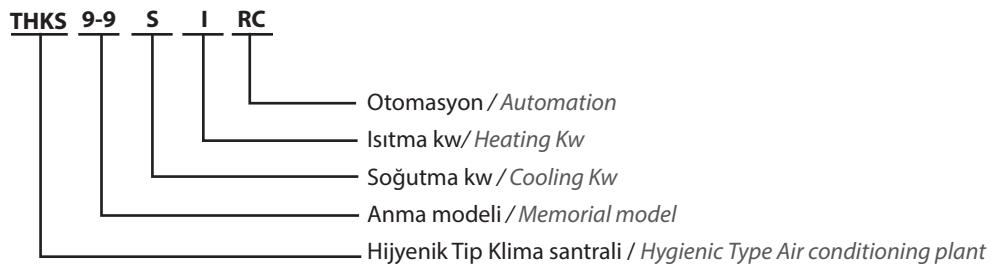 THKS 9-9 S I RC
Otomasyon / Automation
Isıtma kw/ Heating Kw
Soğutma kw / Cooling Kw
Anma modeli / Memorial model
Hijyenik Tip Klima santrali / Hygienic Type Air conditioning plant